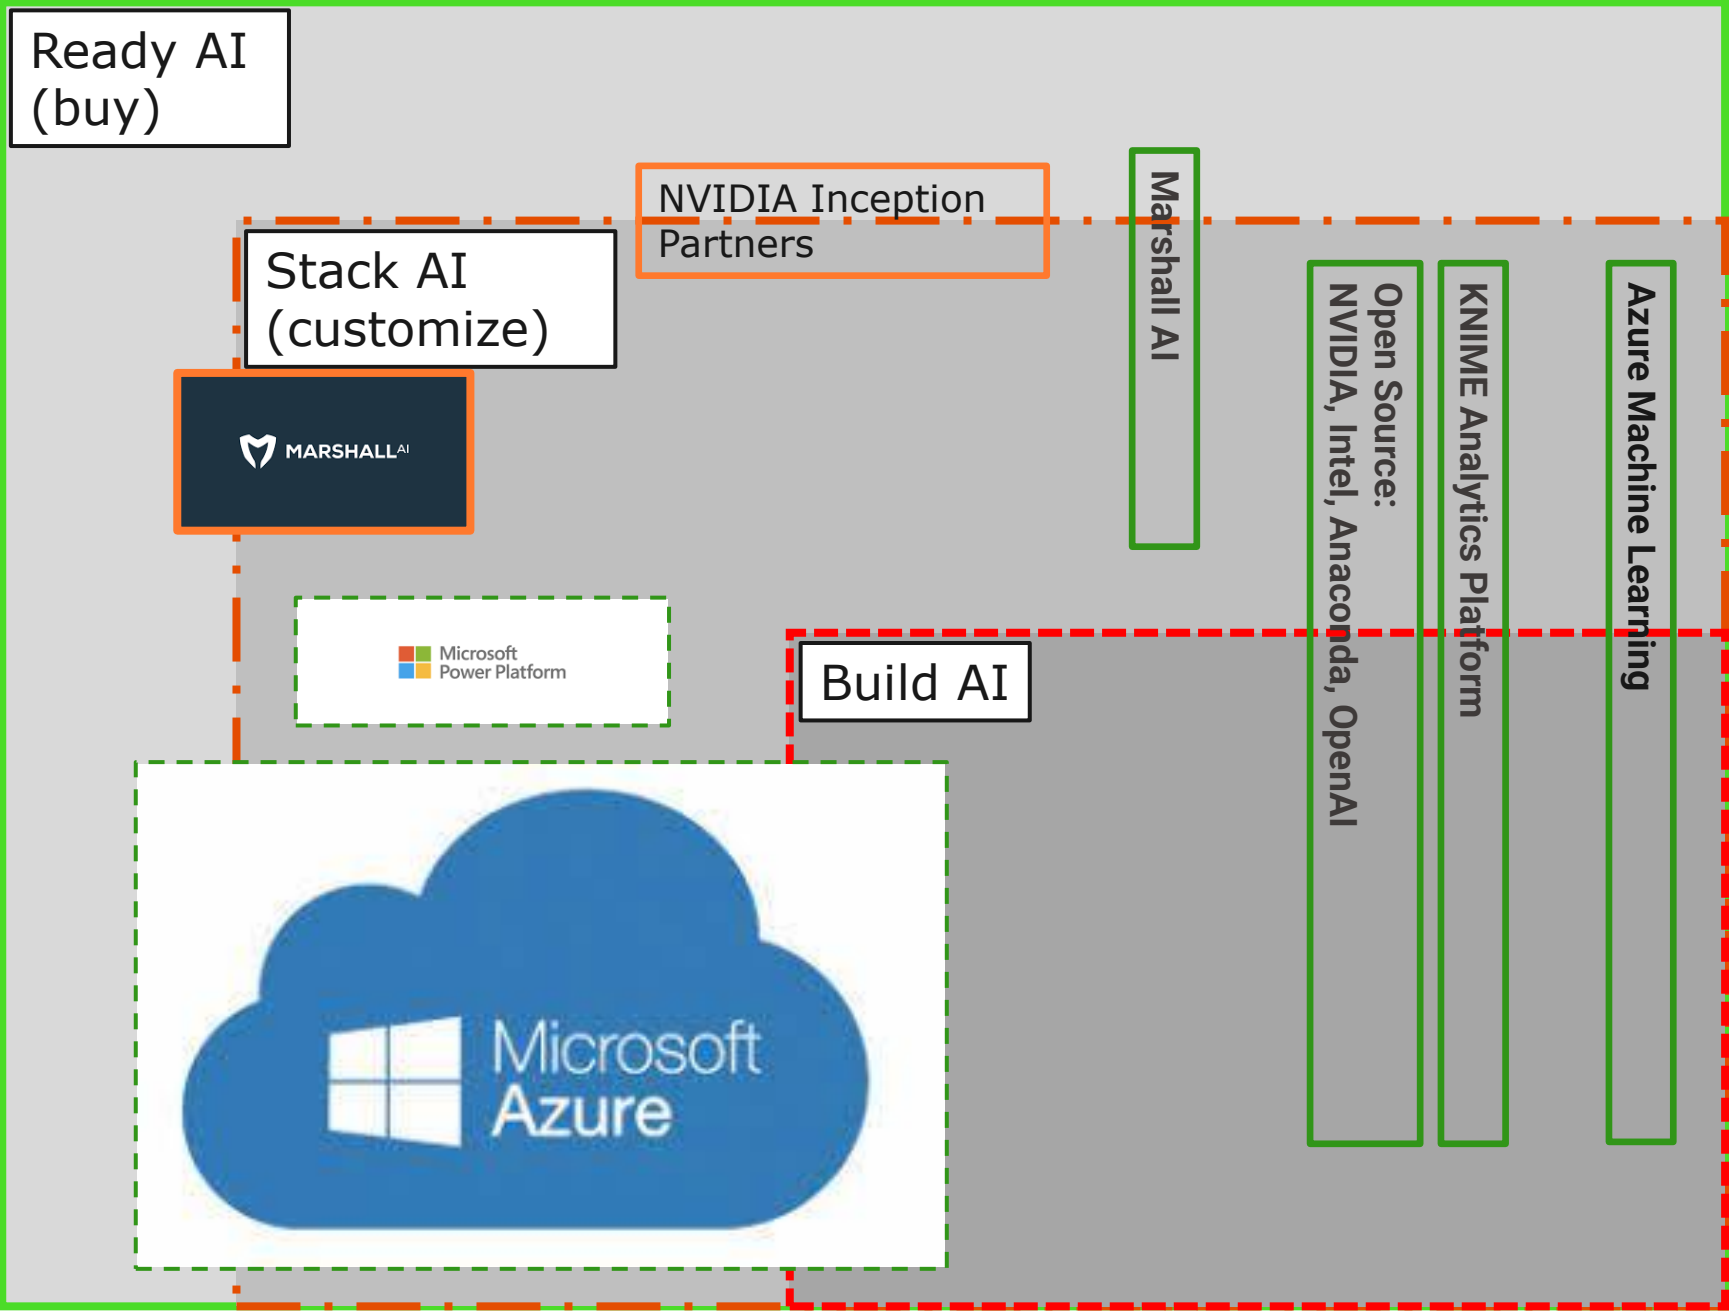 Ready AI
(buy)
NVIDIA Inception
Partners
Marshall AI
Stack AI
(customize)
Open Source:
NVIDIA, Intel, Anaconda, OpenAI
KNIME Analytics Platform
Azure Machine Learning
MARSHALLAI
Microsoft
Power Platform
Build AI
Microsoft
Azure